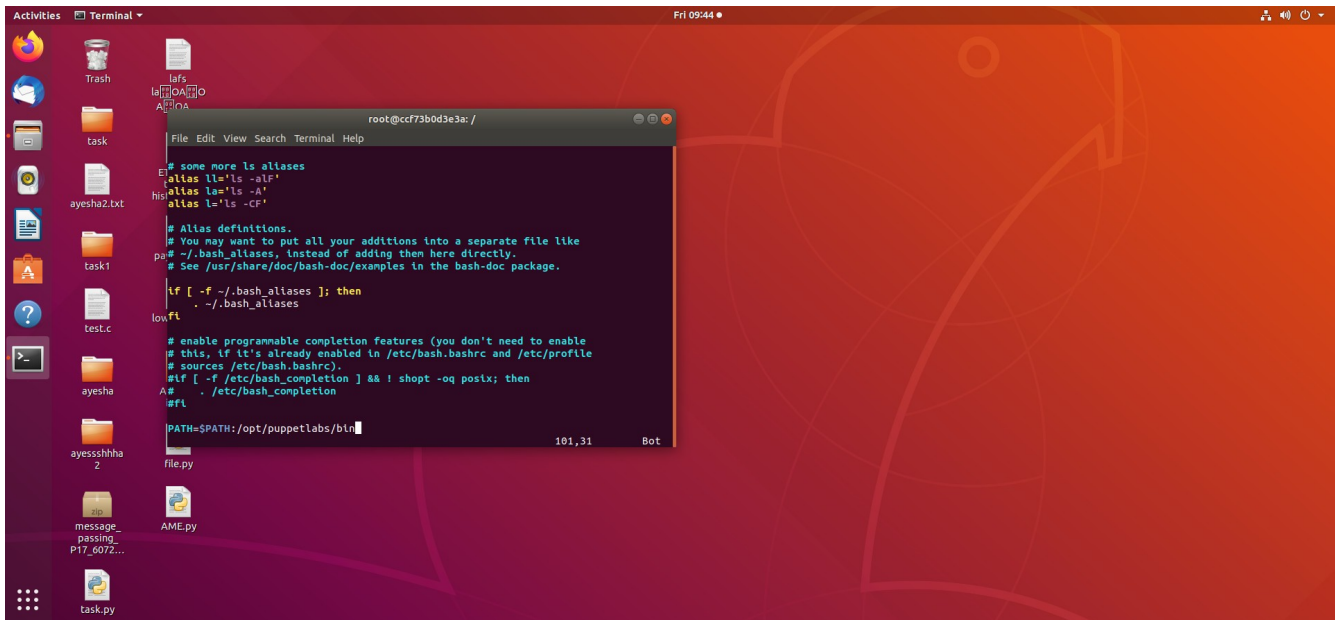 Activities
Terminal
Fri 09:44
Trash
task
ayesha2.txt
task1
test.c
ayesha
ayessshhha
2
zip
message_
passing_
P17_6072...
task.py
lafs
file.py
AME.py
root@ccf73b0d3e3a: /
File Edit View Search Terminal Help
# some more ls aliases
alias ll='ls -alF'
alias la='ls -A'
alias l='ls -CF'
# Alias definitions.
# You may want to put all your additions into a separate file like
# ~/.bash_aliases, instead of adding them here directly.
# See /usr/share/doc/bash-doc/examples in the bash-doc package.
if [ -f ~/.bash_aliases ]; then
. ~/.bash_aliases
fi
# enable programmable completion features (you don't need to enable
# this, if it's already enabled in /etc/bash.bashrc and /etc/profile
# sources /etc/bash.bashrc).
#if [ -f /etc/bash_completion ] && ! shopt -oq posix; then
# . /etc/bash_completion
#fi
PATH=$PATH:/opt/puppetlabs/bin
101,31 Bot